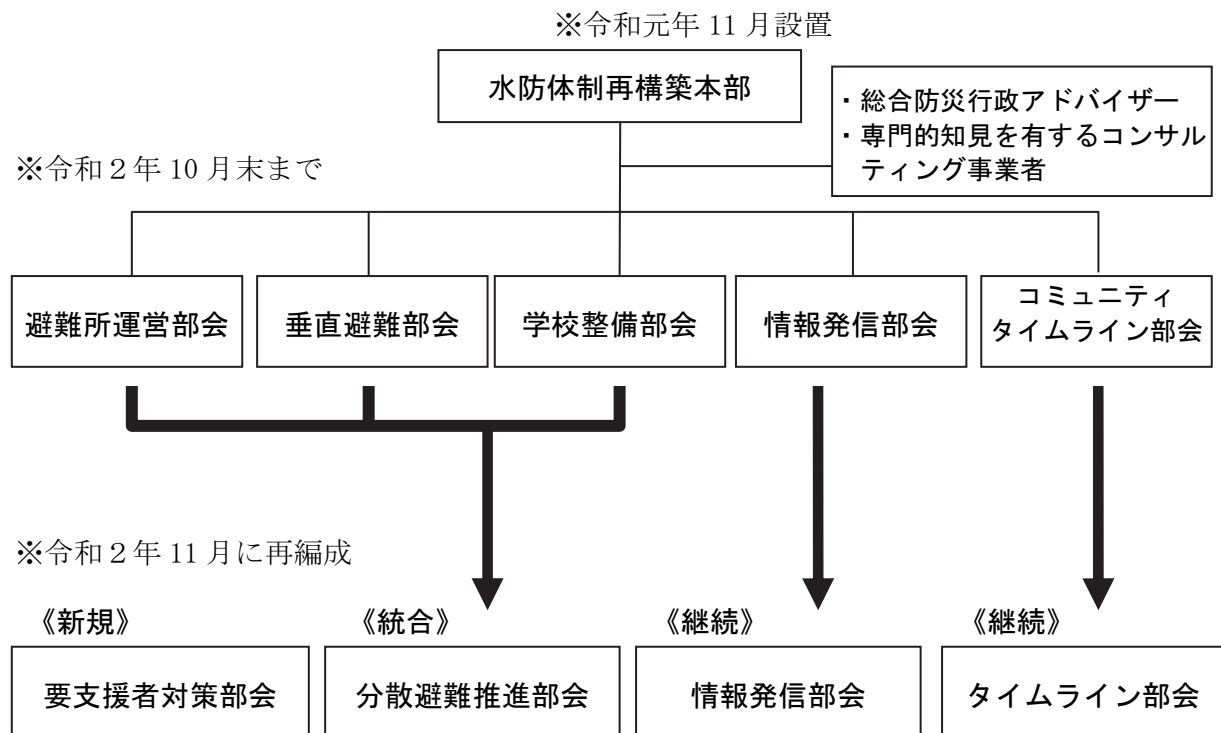 ※令和元年 11 月設置
水防体制再構築本部
・総合防災行政アドバイザー
・専門的知見を有するコンサル
ティング事業者
※令和２年 10 月末まで
避難所運営部会
垂直避難部会
学校整備部会
情報発信部会
コミュニティ
タイムライン部会
※令和２年 11 月に再編成
《新規》
《統合》
《継続》
《継続》
要支援者対策部会
分散避難推進部会
情報発信部会
タイムライン部会